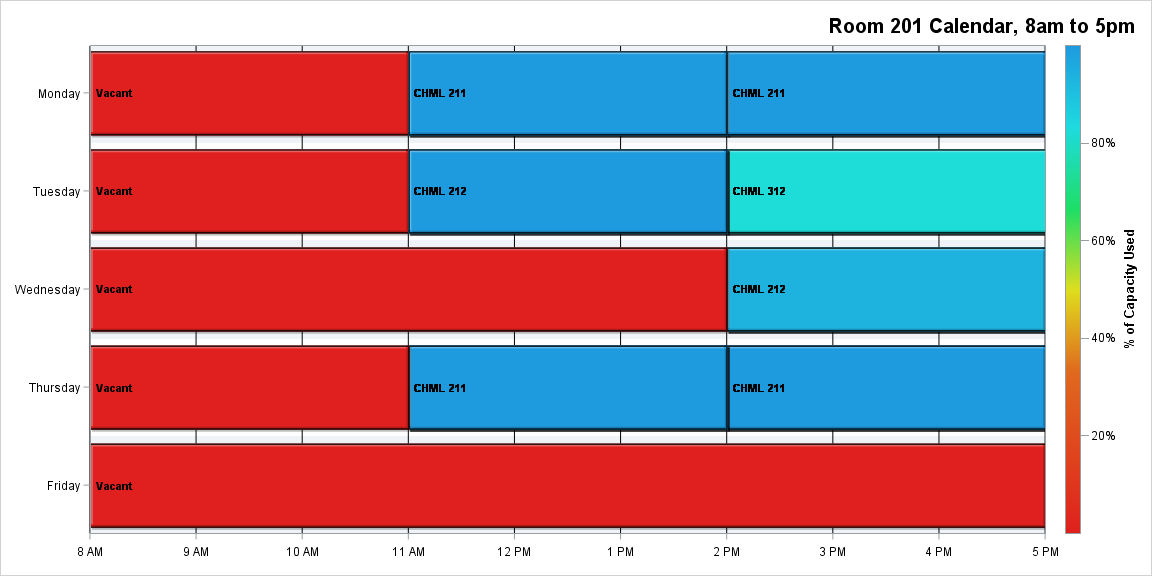 Room 201 Calendar, 8am to 5pm
Monday Vacant CHML 211 CHML 211
Tuesday Vacant CHML 212 CHML 312
Wednesday Vacant CHML 212
Thursday Vacant CHML 211 CHML 211
Friday Vacant
8 AM 9 AM 10 AM 11 AM 12 PM 1 PM 2 PM 3 PM 4 PM 5 PM
80%
60%
40%
20%
% of Capacity Used